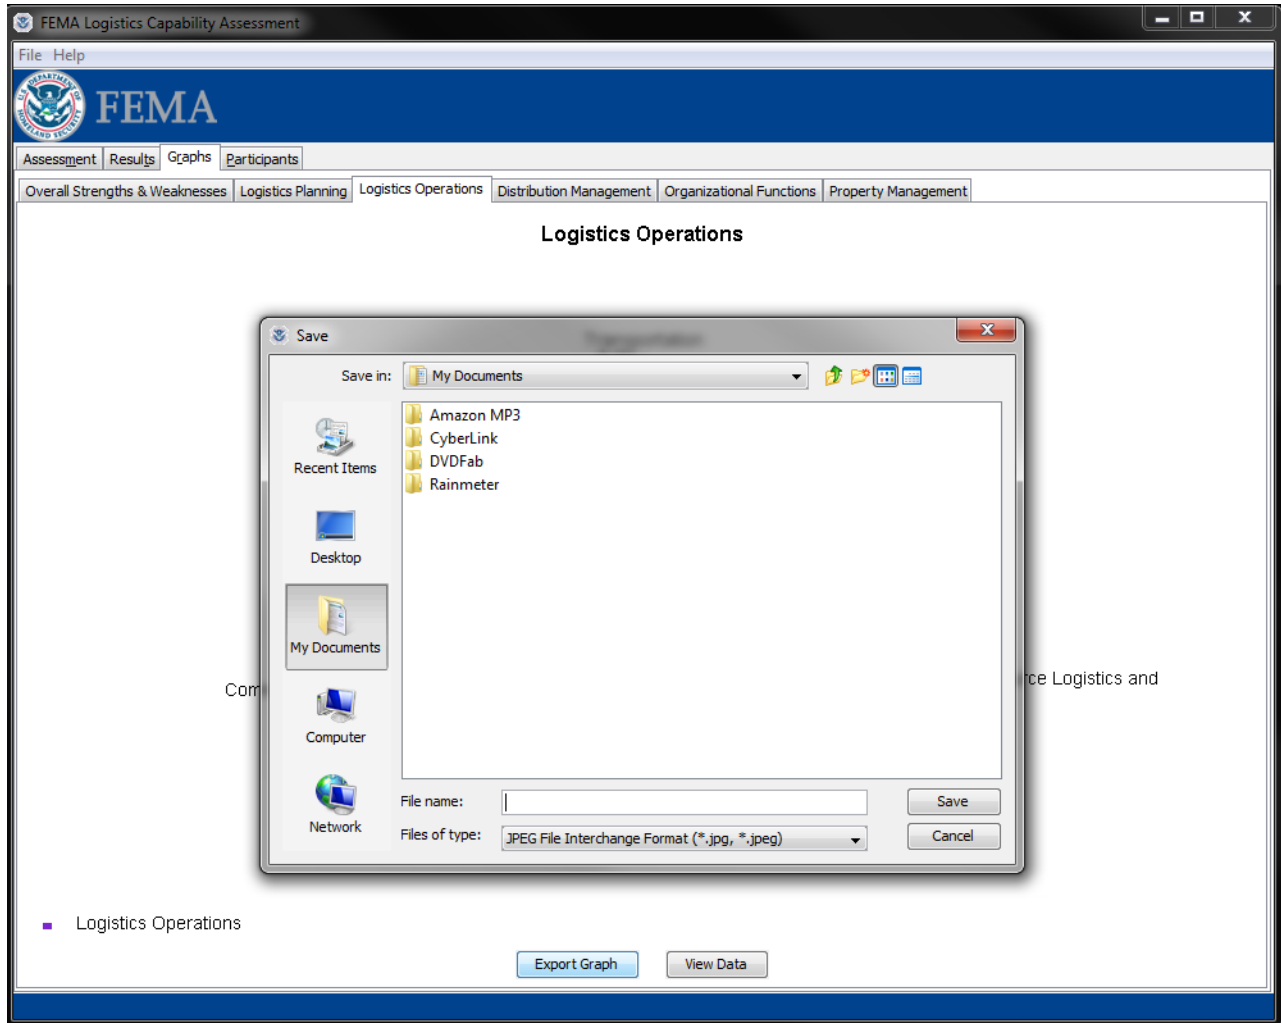 FEMA Logistics Capability Assessment
File Help
FEMA
Assessment Results Graphs Participants
Overall Strengths & Weaknesses Logistics Planning Logistics Operations Distribution Management Organizational Functions Property Management
Logistics Operations
Save
Transportation
Save in: My Documents
Amazon MP3
CyberLink
DVDFab
Rainmeter
Recent Items
Desktop
My Documents
Computer
Network
Com
rce Logistics and
File name:
Save
Files of type: JPEG File Interchange Format (*.jpg, *.jpeg)
Cancel
Logistics Operations
Export Graph View Data